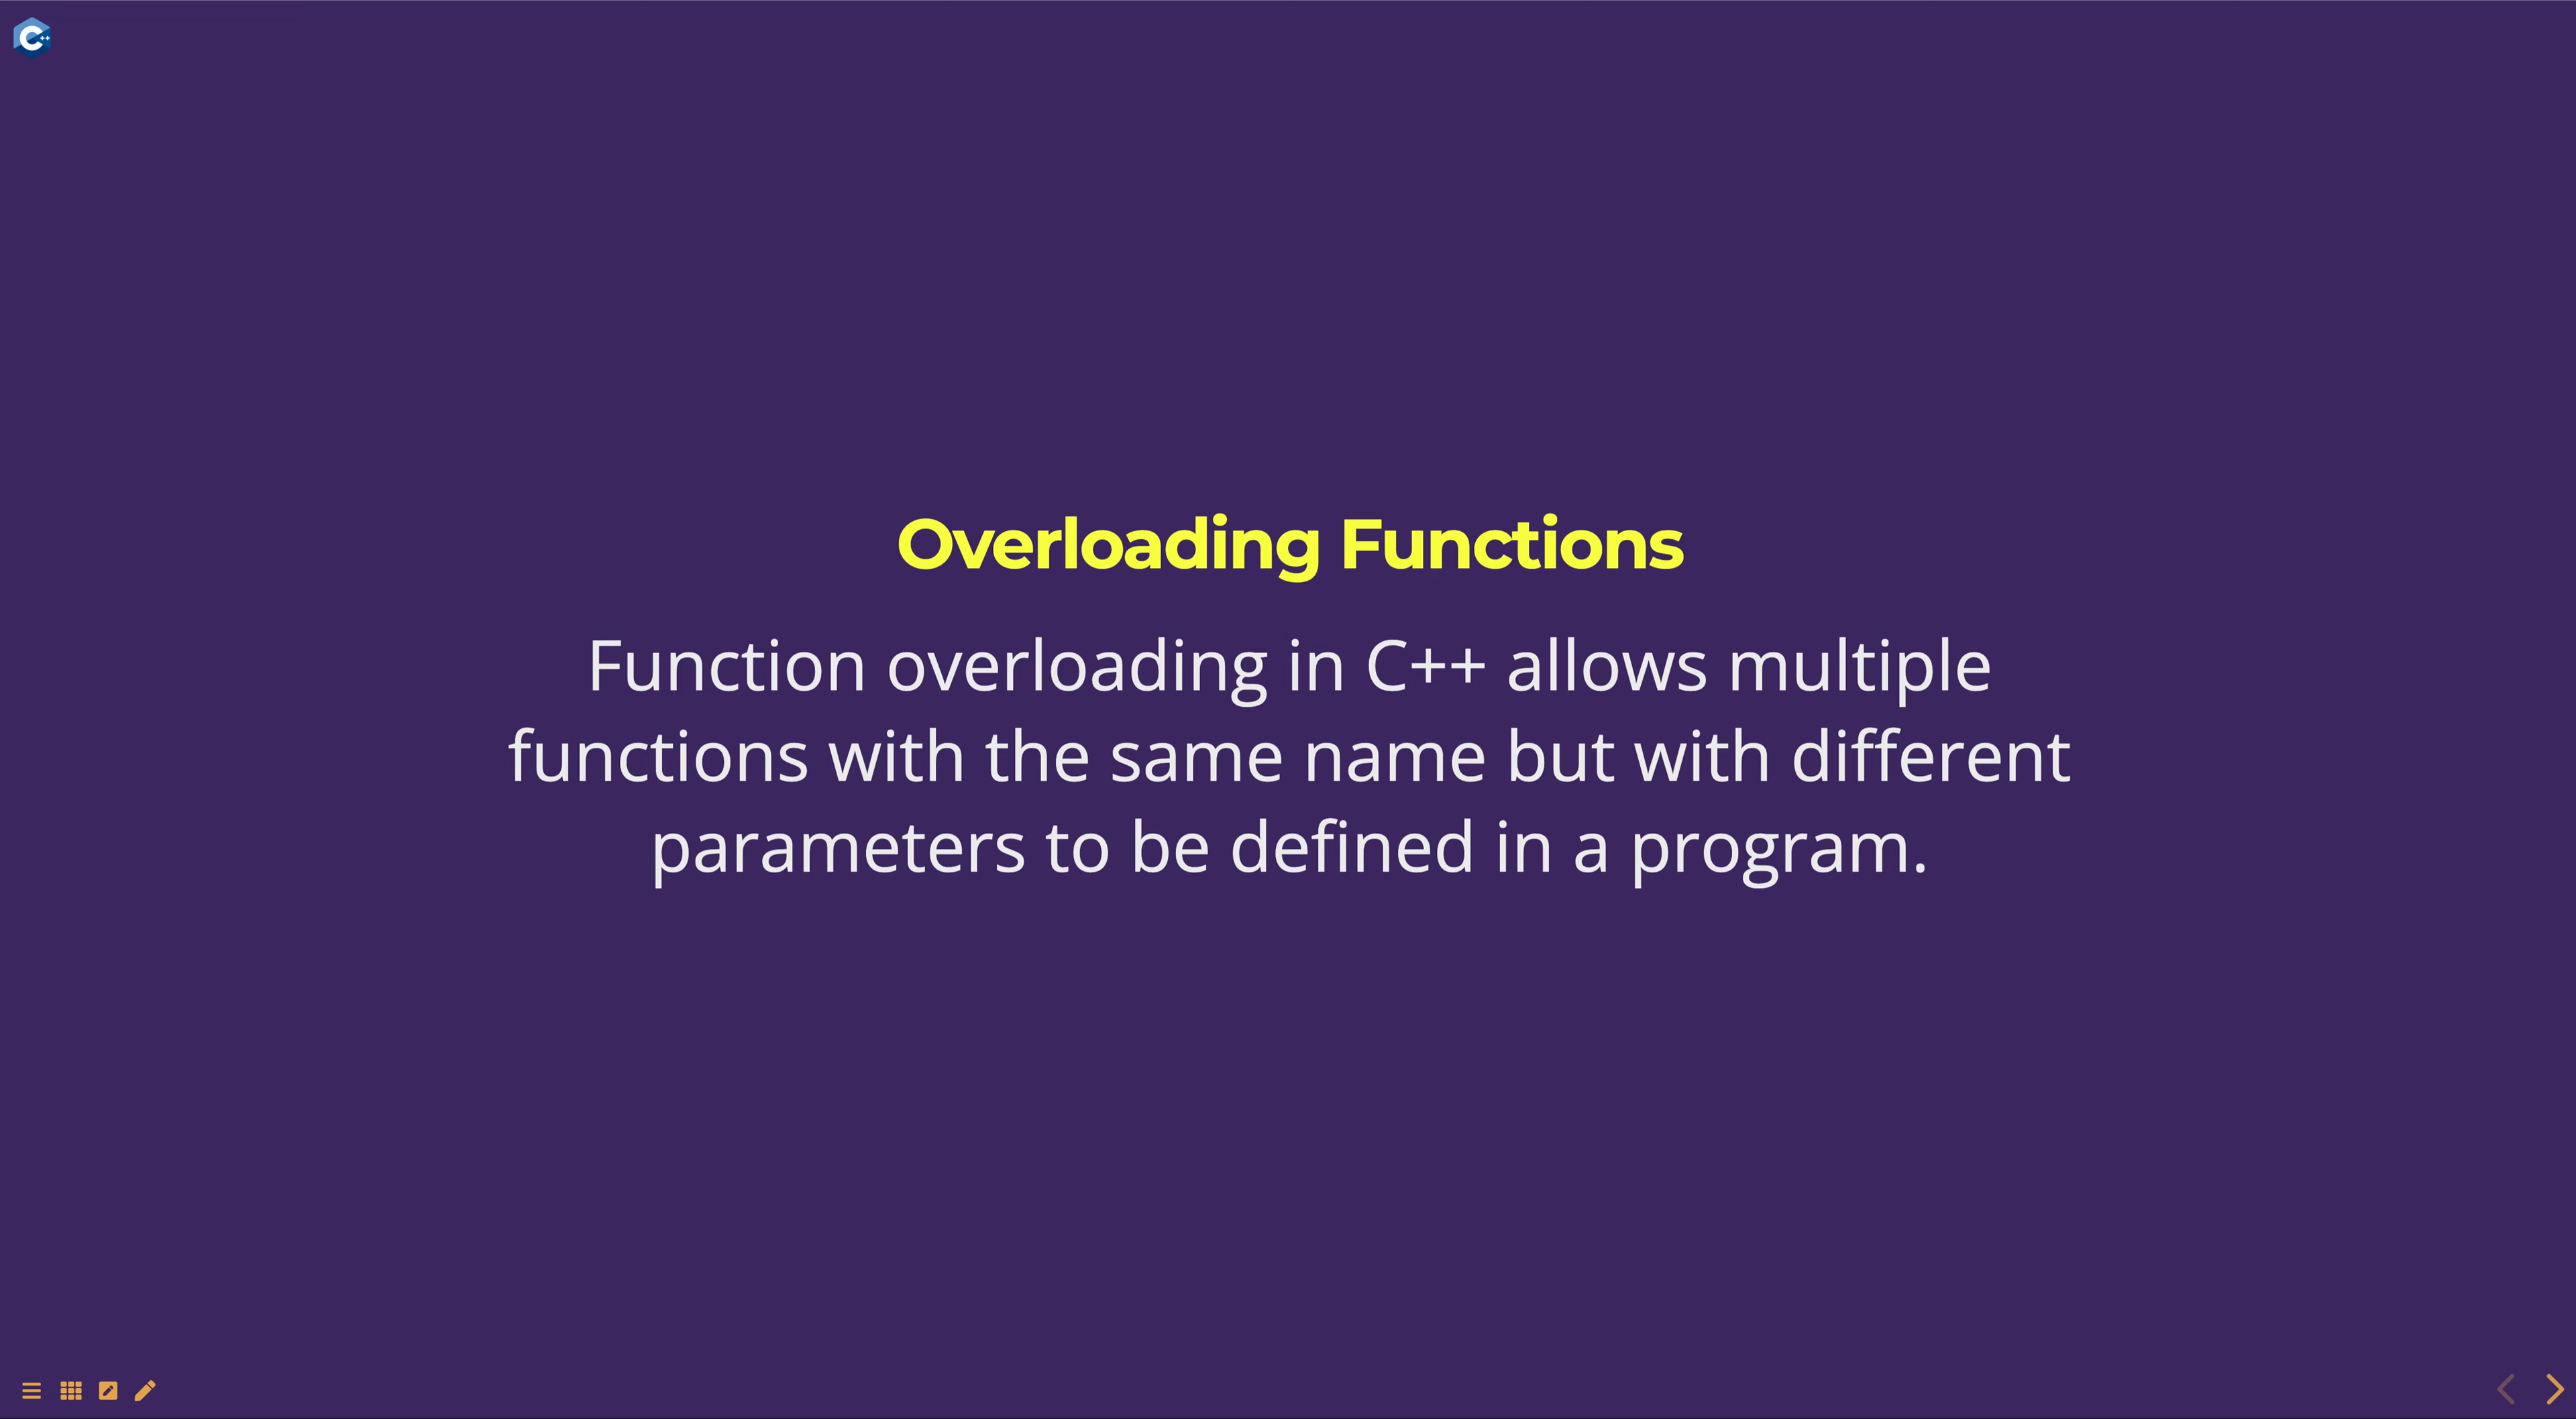 C++
Overloading Functions
Function overloading in C++ allows multiple
functions with the same name but with different
parameters to be defined in a program.